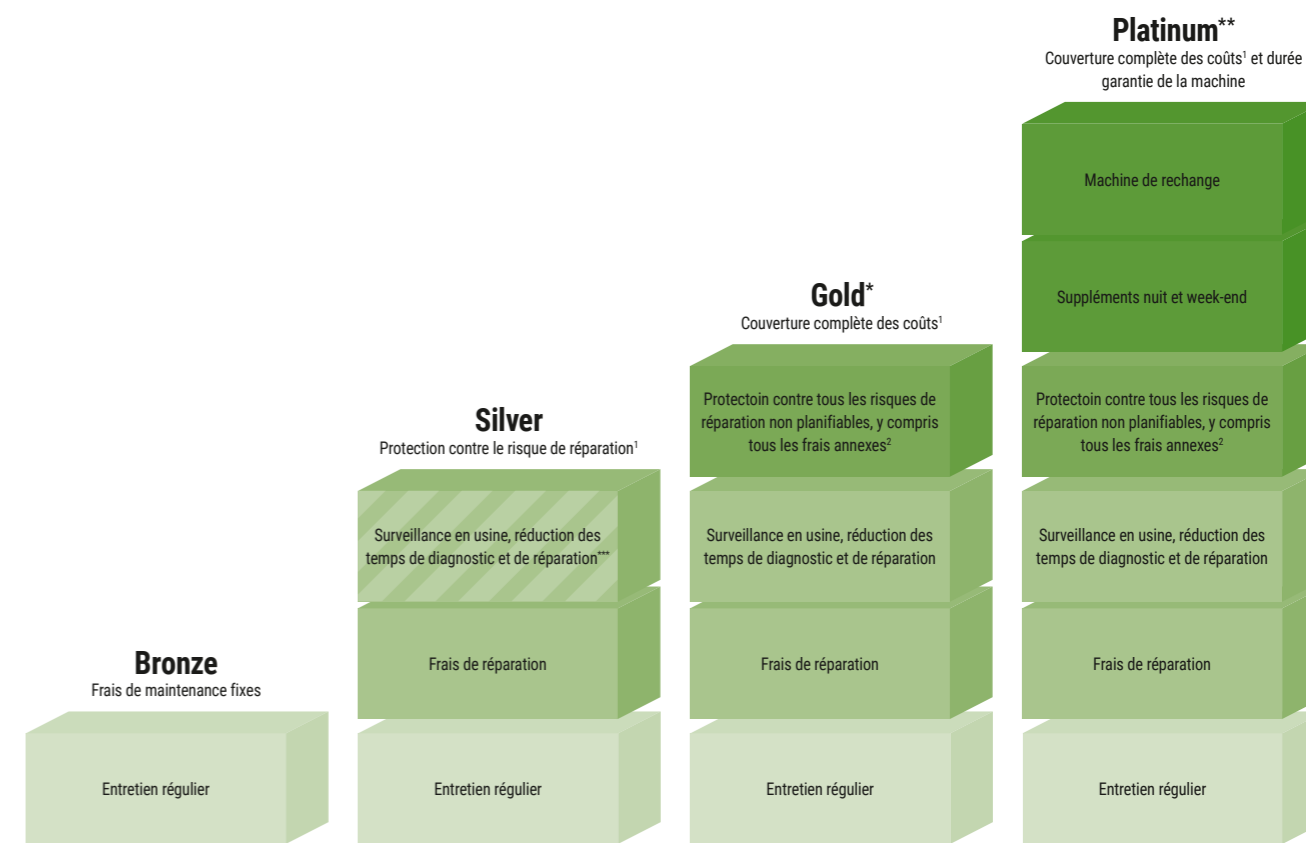 Platinum**
Couverture complète des coûts¹ et durée
garantie de la machine
Machine de rechange
Suppléments nuit et week-end
Protectoin contre tous les risques de
réparation non planifiables, y compris
tous les frais annexes²
Surveillance en usine, réduction des
temps de diagnostic et de réparation
Frais de réparation
Entretien régulier
Gold*
Couverture complète des coûts¹
Protectoin contre tous les risques de
réparation non planifiables, y compris
tous les frais annexes²
Surveillance en usine, réduction des
temps de diagnostic et de réparation
Frais de réparation
Entretien régulier
Silver
Protection contre le risque de réparation¹
Surveillance en usine, réduction des
temps de diagnostic et de réparation***
Frais de réparation
Entretien régulier
Bronze
Frais de maintenance fixes
Entretien régulier